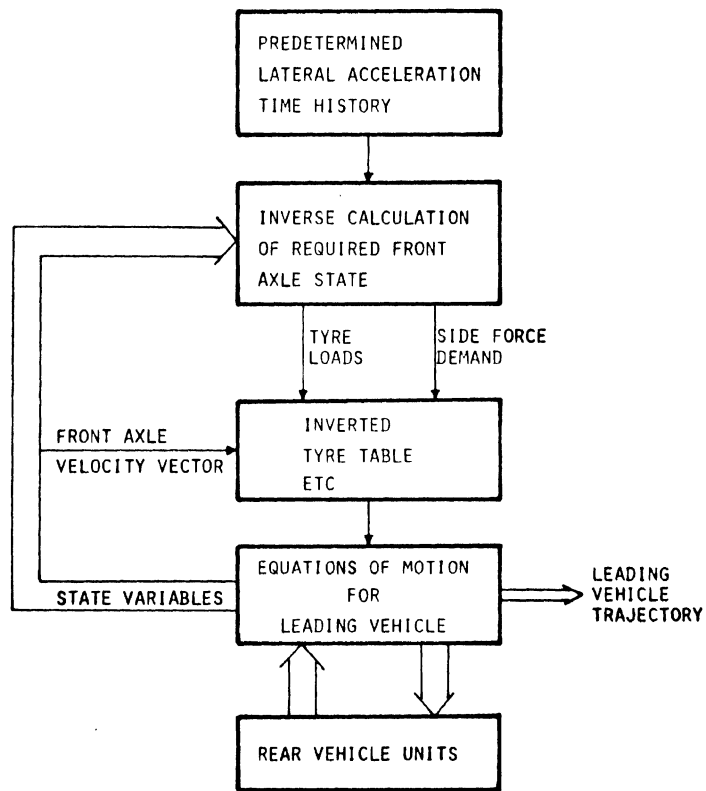 PREDETERMINED
LATERAL ACCELERATION
TIME HISTORY
INVERSE CALCULATION
OF REQUIRED FRONT
AXLE STATE
TYRE
LOADS
SIDE FORCE
DEMAND
FRONT AXLE
VELOCITY VECTOR
INVERTED
TYRE TABLE
ETC
STATE VARIABLES
EQUATIONS OF MOTION
FOR
LEADING VEHICLE
LEADING
VEHICLE
TRAJECTORY
REAR VEHICLE UNITS